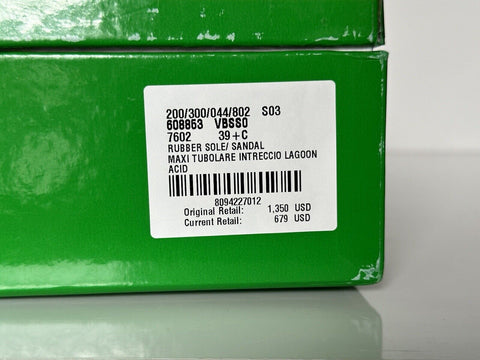 200/300/044/802 S03
608853 VBSS0
7602 39+C
RUBBER SOLE/ SANDAL
MAXI TUBOLARE INTRECCIO LAGOON
ACID
8094227012
Original Retail: 1,350 USD
Current Retail: 679 USD